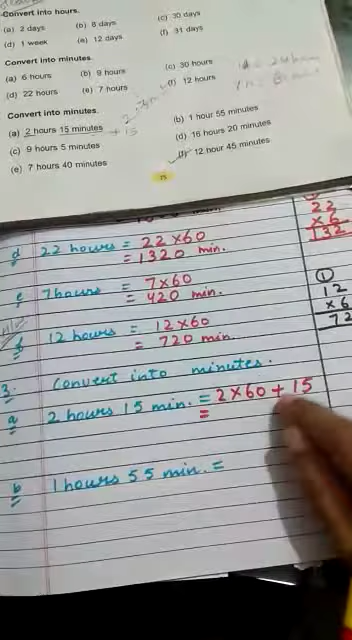 Convert into hours.
(a) 2 days (b) 8 days (c) 30 days
(d) 1 week (e) 12 days (f) 31 days
Convert into minutes.
(a) 6 hours (b) 9 hours (c) 30 hours
(d) 22 hours (e) 7 hours (f) 12 hours
Convert into minutes.
(a) 2 hours 15 minutes + 15 (b) 1 hour 55 minutes
(c) 9 hours 5 minutes (d) 16 hours 20 minutes
(e) 7 hours 40 minutes (f) 12 hour 45 minutes
d 22 hours = 22 x 60
= 1320 min.
e 7 hours = 7 x 60
= 420 min.
f 12 hours = 12 x 60
= 720 min.
3. Convert into minutes.
a 2 hours 15 min. = 2 x 60 + 15
=
b 1 hours 55 min. =
22
x 6
132
1
12
x 6
72